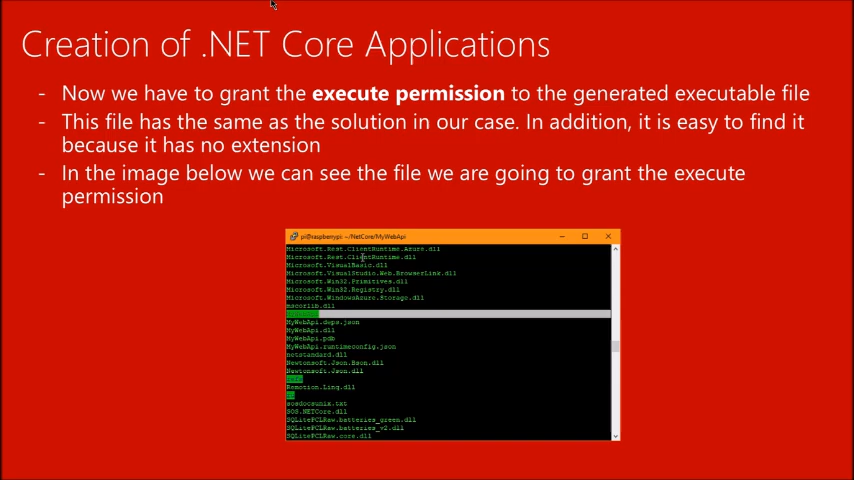 Creation of .NET Core Applications
- Now we have to grant the execute permission to the generated executable file
- This file has the same as the solution in our case. In addition, it is easy to find it
because it has no extension
- In the image below we can see the file we are going to grant the execute
permission
pi@raspberrypi: ~/NetCore/MyWebApi
Microsoft.Rest.ClientRuntime.Azure.dll
Microsoft.Rest.ClientRuntime.dll
Microsoft.VisualBasic.dll
Microsoft.VisualStudio.Web.BrowserLink.dll
Microsoft.Win32.Primitives.dll
Microsoft.Win32.Registry.dll
Microsoft.WindowsAzure.Storage.dll
mscorlib.dll
MyWebApi.deps.json
MyWebApi.dll
MyWebApi.pdb
MyWebApi.runtimeconfig.json
netstandard.dll
Newtonsoft.Json.Bson.dll
Newtonsoft.Json.dll
Remotion.Linq.dll
sosdocsunix.txt
SOS.NETCore.dll
SQLitePCLRaw.batteries_green.dll
SQLitePCLRaw.batteries_v2.dll
SQLitePCLRaw.core.dll